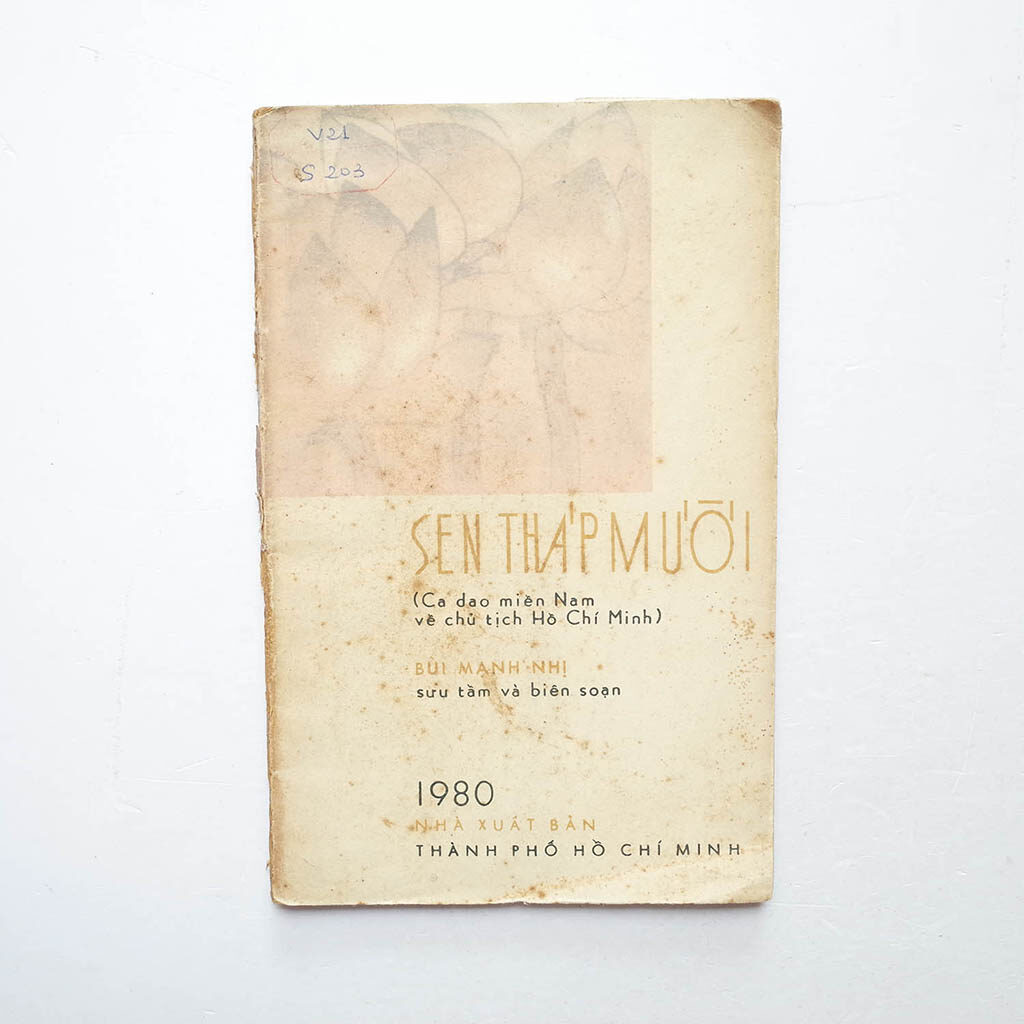 V21
S 203
SEN THÁP MƯỜI
(Ca dao miền Nam
về chủ tịch Hồ Chí Minh)
BÙI MẠNH NHỊ
sưu tầm và biên soạn
1980
NHÀ XUẤT BẢN
THÀNH PHỐ HỒ CHÍ MINH